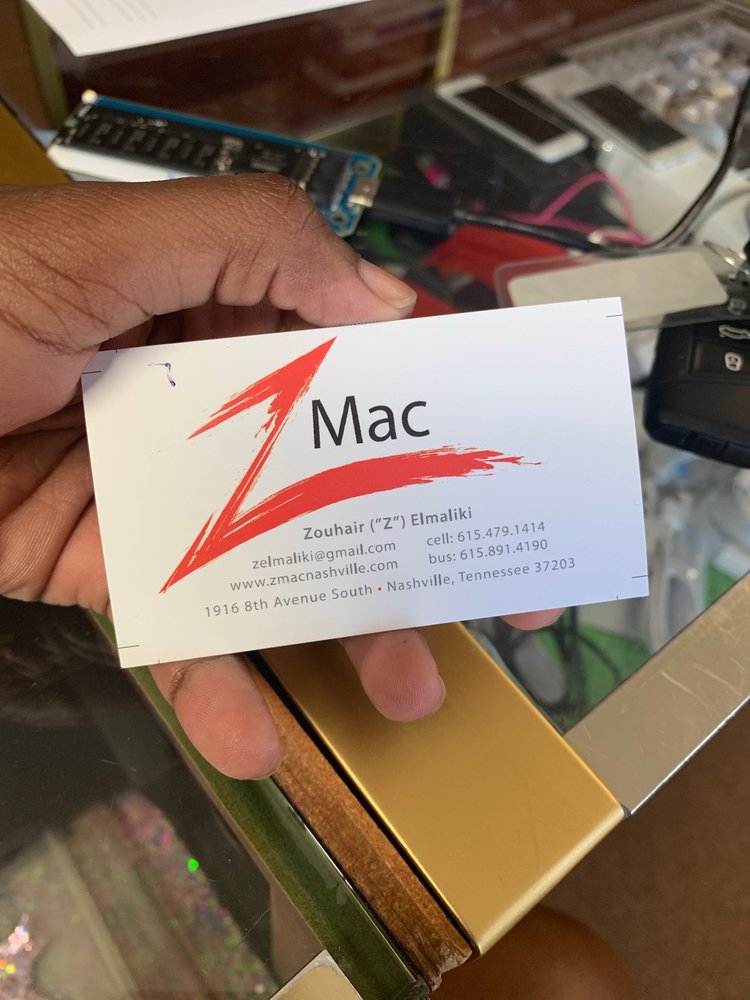 Z Mac
Zouhair ("Z") Elmaliki
zelmaliki@gmail.com cell: 615.479.1414
www.zmacnashville.com bus: 615.891.4190
1916 8th Avenue South • Nashville, Tennessee 37203